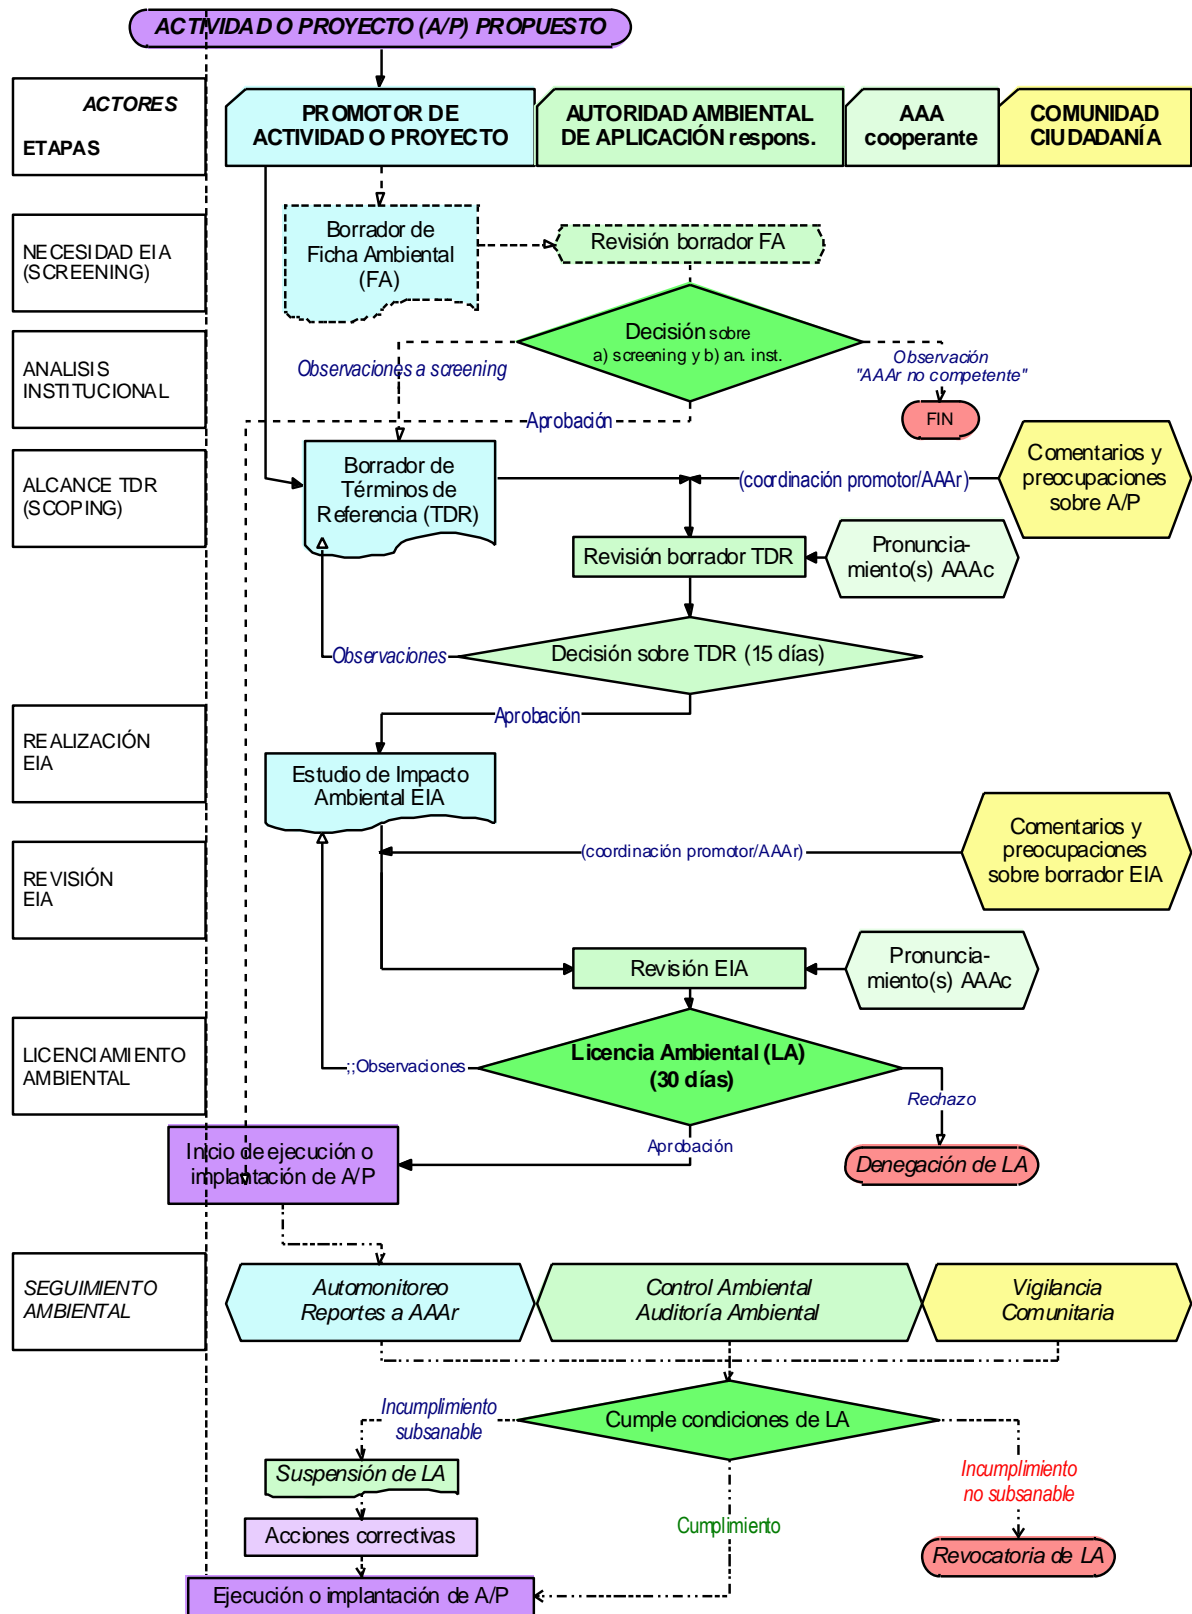 ACTIVIDAD O PROYECTO (A/P) PROPUESTO
ACTORES
ETAPAS
PROMOTOR DE
ACTIVIDAD O PROYECTO
AUTORIDAD AMBIENTAL
DE APLICACIÓN respons.
AAA
cooperante
COMUNIDAD
CIUDADANÍA
NECESIDAD EIA
(SCREENING)
Borrador de
Ficha Ambiental
(FA)
Revisión borrador FA
ANALISIS
INSTITUCIONAL
Decisión sobre
a) screening y b) an. inst.
Observaciones a screening
Observación
"AAAr no competente"
FIN
Aprobación
ALCANCE TDR
(SCOPING)
Borrador de
Términos de
Referencia (TDR)
(coordinación promotor/AAAr)
Comentarios y
preocupaciones
sobre A/P
Revisión borrador TDR
Pronuncia-
miento(s) AAAc
Decisión sobre TDR (15 días)
Observaciones
Aprobación
REALIZACIÓN
EIA
Estudio de Impacto
Ambiental EIA
REVISIÓN
EIA
(coordinación promotor/AAAr)
Comentarios y
preocupaciones
sobre borrador EIA
Revisión EIA
Pronuncia-
miento(s) AAAc
LICENCIAMIENTO
AMBIENTAL
Licencia Ambiental (LA)
(30 días)
;;Observaciones
Rechazo
Aprobación
Denegación de LA
Inicio de ejecución o
implantación de A/P
SEGUIMIENTO
AMBIENTAL
Automonitoreo
Reportes a AAAr
Control Ambiental
Auditoría Ambiental
Vigilancia
Comunitaria
Cumple condiciones de LA
Incumplimiento
subsanable
Suspensión de LA
Incumplimiento
no subsanable
Acciones correctivas
Cumplimiento
Revocatoria de LA
Ejecución o implantación de A/P